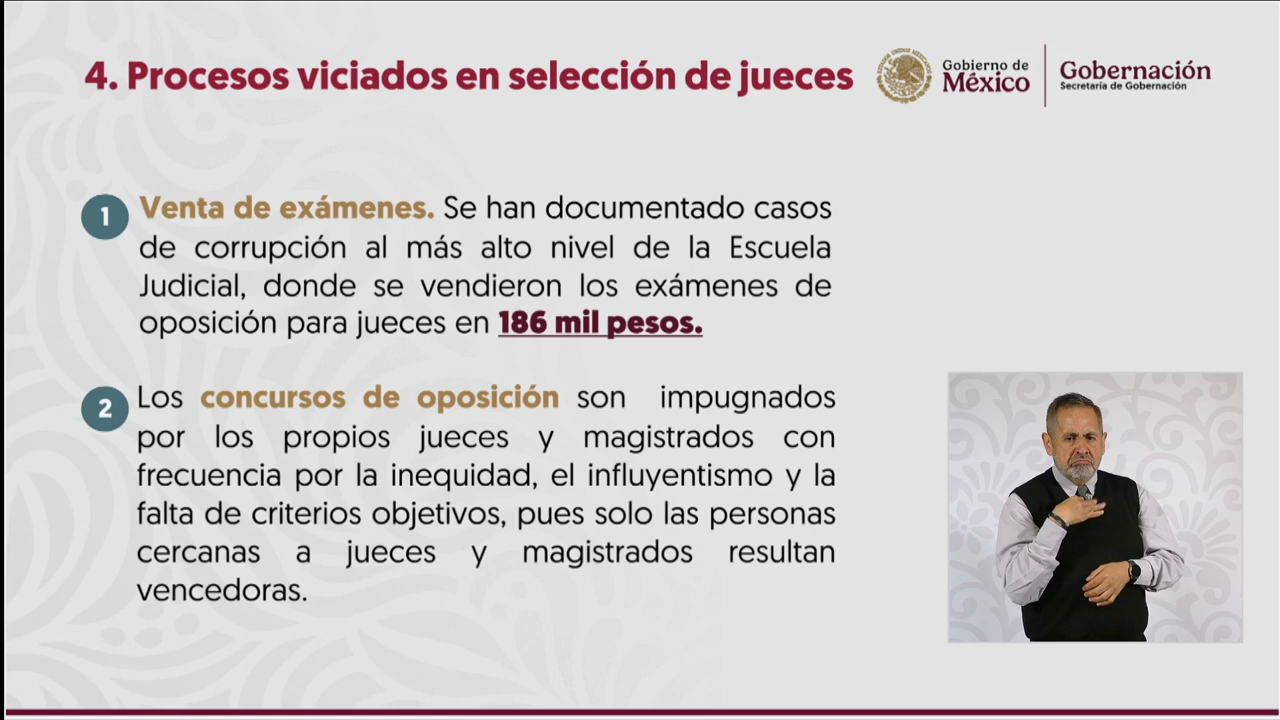 4. Procesos viciados en selección de jueces
Gobierno de
México
Gobernación
Secretaría de Gobernación
1
Venta de exámenes. Se han documentado casos
de corrupción al más alto nivel de la Escuela
Judicial, donde se vendieron los exámenes de
oposición para jueces en 186 mil pesos.
2
Los concursos de oposición son impugnados
por los propios jueces y magistrados con
frecuencia por la inequidad, el influyentismo y la
falta de criterios objetivos, pues solo las personas
cercanas a jueces y magistrados resultan
vencedoras.